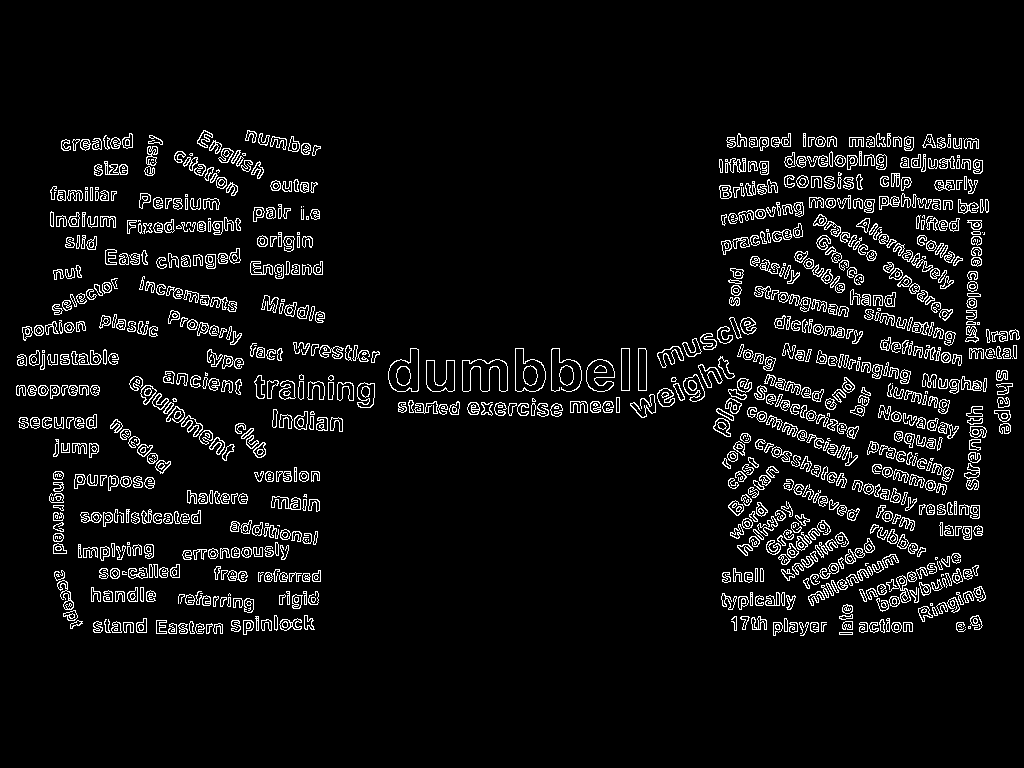 created
easy
English
number
size
citation
outer
familiar
Persium
pair i.e
Indium
Fixed-weight
origin
slid
East
changed
England
nut
selector
Incremants
Middle
portion
plastic
Properly
wrestler
adjustable
type
fact
neoprene
equipment
ancient
training
secured
needed
club
Indian
jump
purpose
version
engraved
haltere
main
sophisticated
additional
implying
erroneously
so-called
free
referred
accept
handle
referring
rigid
stand
Eastern
spinlock
dumbbell
started
exercise
meel
muscle
weight
shaped
iron
making
Asium
lifting
developing
adjusting
British
consist
clip
early
removing
moving
pehlwan
bell
practiced
practice
Alternatively
lifted
collar
piece
easily
double
Greece
appeared
sold
strongman
hand
simulating
colonist
dictionary
definition
Iran
metal
long
Nal
bellringing
Mughal
shape
plate
named
end
bar
turning
Selectorized
Nowaday
strength
commercially
equal
rope
crosshatch
practicing
cast
common
Bastan
achieved
notably
resting
word
halfway
form
large
Greek
adding
knurling
rubber
shell
recorded
millennium
Inexpensive
bodybuilder
typically
Ringing
17th
player
late
action
e.g